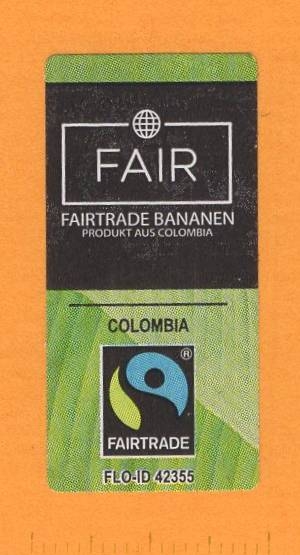 FAIR
FAIRTRADE BANANEN
PRODUKT AUS COLOMBIA
COLOMBIA
®
FAIRTRADE
FLO-ID 42355